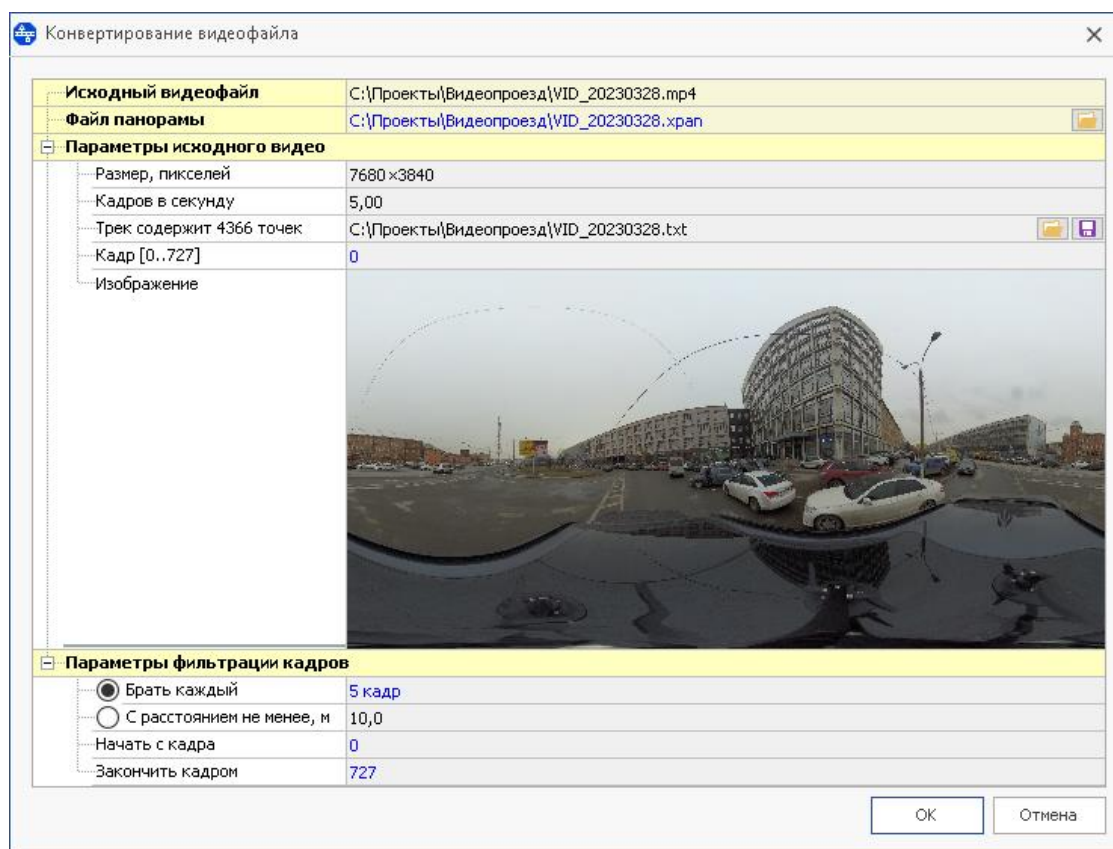 Конвертирование видеофайла
Исходный видеофайл C:\Проекты\Видеопроезд\VID_20230328.mp4
Файл панорамы C:\Проекты\Видеопроезд\VID_20230328.xpan
Параметры исходного видео
Размер, пикселей 7680×3840
Кадров в секунду 5,00
Трек содержит 4366 точек C:\Проекты\Видеопроезд\VID_20230328.txt
Кадр [0..727] 0
Изображение
Параметры фильтрации кадров
Брать каждый 5 кадр
С расстоянием не менее, м 10,0
Начать с кадра 0
Закончить кадром 727
ОК Отмена